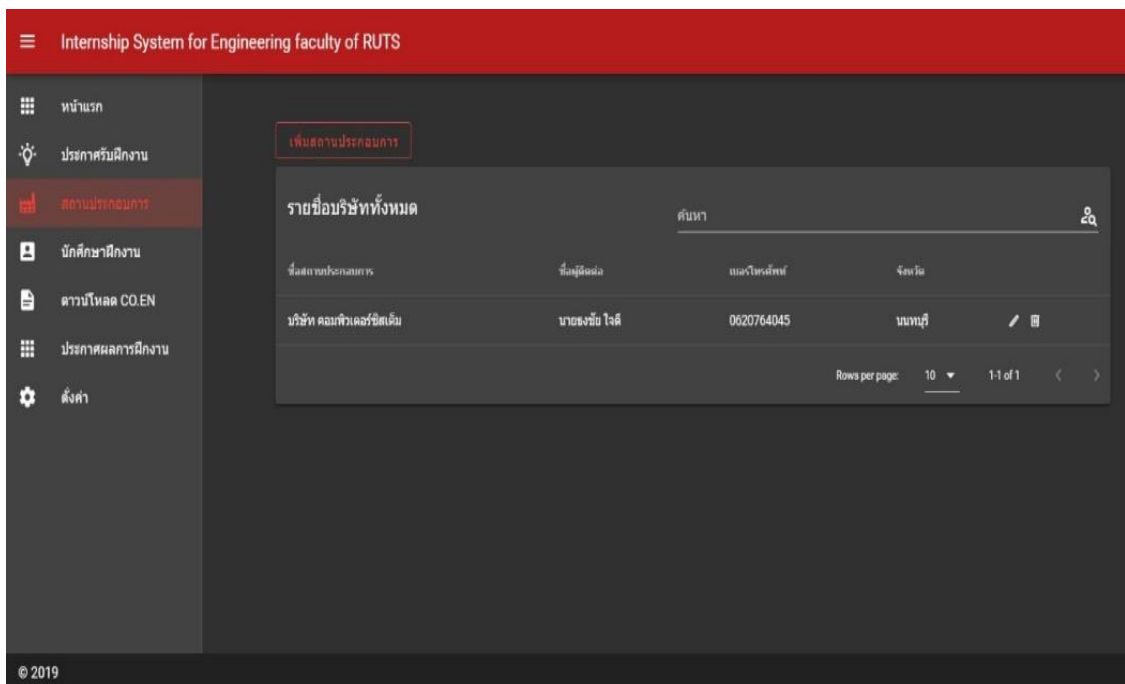 Internship System for Engineering faculty of RUTS
หน้าแรก
ประกาศรับฝึกงาน
สถานประกอบการ
นักศึกษาฝึกงาน
ดาวน์โหลด CO.EN
ประกาศผลการฝึกงาน
ตั้งค่า
เพิ่มสถานประกอบการ
รายชื่อบริษัททั้งหมด
ค้นหา
ชื่อสถานประกอบการ ชื่อผู้ติดต่อ เบอร์โทรศัพท์ จังหวัด
บริษัท คอมพิวเตอร์ซิสเต็ม นายธงชัย ใจดี 0620764045 นนทบุรี
Rows per page: 10 1-1 of 1
© 2019